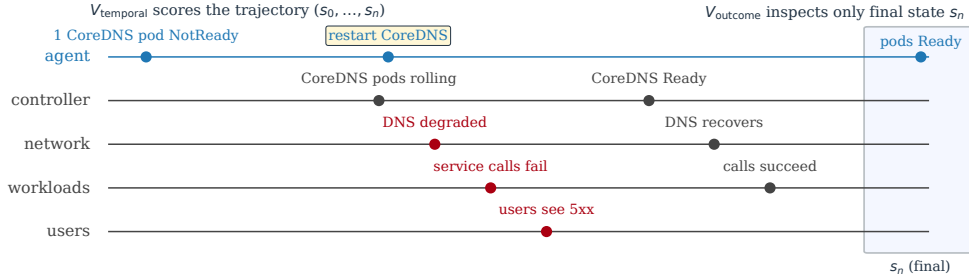 V_temporal scores the trajectory (s_0, ..., s_n)
V_outcome inspects only final state s_n
1 CoreDNS pod NotReady
restart CoreDNS
pods Ready
agent
CoreDNS pods rolling
CoreDNS Ready
controller
DNS degraded
DNS recovers
network
service calls fail
calls succeed
workloads
users see 5xx
users
s_n (final)